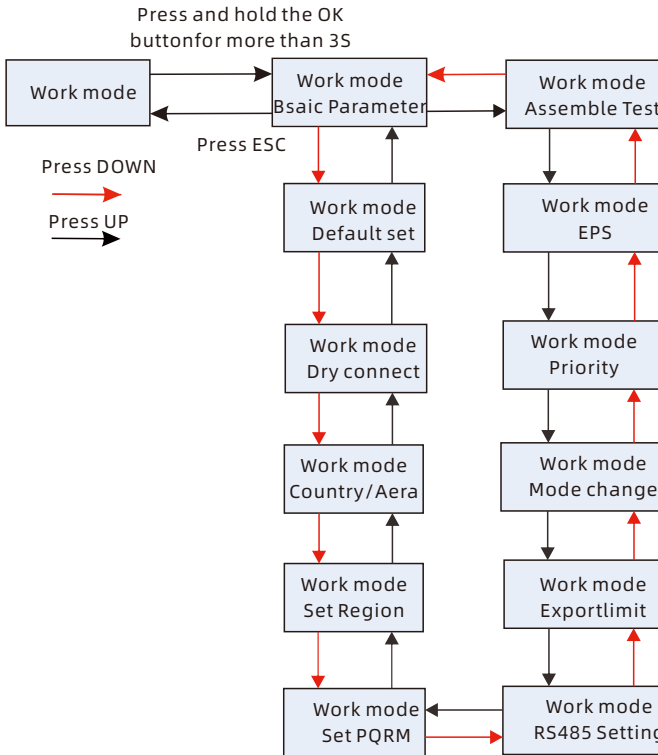 Press and hold the OK
buttonfor more than 3S
Work mode
Work mode
Bsaic Parameter
Work mode
Assemble Test
Press ESC
Press DOWN
Press UP
Work mode
Default set
Work mode
EPS
Work mode
Dry connect
Work mode
Priority
Work mode
Country/Aera
Work mode
Mode change
Work mode
Set Region
Work mode
Exportlimit
Work mode
Set PQRM
Work mode
RS485 Setting